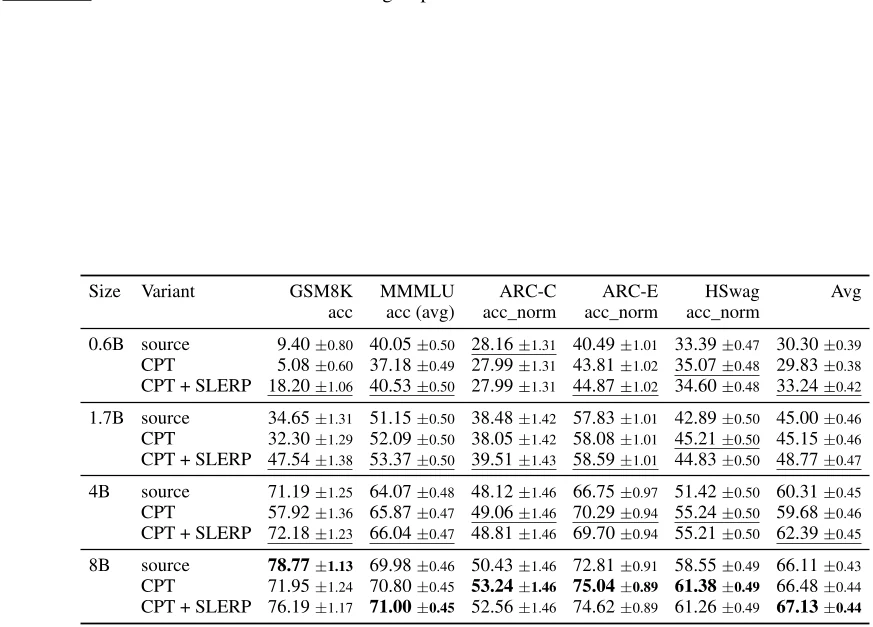 Size Variant GSM8K MMMLU ARC-C ARC-E HSwag Avg
acc acc (avg) acc_norm acc_norm acc_norm
0.6B source 9.40 ±0.80 40.05 ±0.50 28.16 ±1.31 40.49 ±1.01 33.39 ±0.47 30.30 ±0.39
CPT 5.08 ±0.60 37.18 ±0.49 27.99 ±1.31 43.81 ±1.02 35.07 ±0.48 29.83 ±0.38
CPT + SLERP 18.20 ±1.06 40.53 ±0.50 27.99 ±1.31 44.87 ±1.02 34.60 ±0.48 33.24 ±0.42
1.7B source 34.65 ±1.31 51.15 ±0.50 38.48 ±1.42 57.83 ±1.01 42.89 ±0.50 45.00 ±0.46
CPT 32.30 ±1.29 52.09 ±0.50 38.05 ±1.42 58.08 ±1.01 45.21 ±0.50 45.15 ±0.46
CPT + SLERP 47.54 ±1.38 53.37 ±0.50 39.51 ±1.43 58.59 ±1.01 44.83 ±0.50 48.77 ±0.47
4B source 71.19 ±1.25 64.07 ±0.48 48.12 ±1.46 66.75 ±0.97 51.42 ±0.50 60.31 ±0.45
CPT 57.92 ±1.36 65.87 ±0.47 49.06 ±1.46 70.29 ±0.94 55.24 ±0.50 59.68 ±0.46
CPT + SLERP 72.18 ±1.23 66.04 ±0.47 48.81 ±1.46 69.70 ±0.94 55.21 ±0.50 62.39 ±0.45
8B source 78.77 ±1.13 69.98 ±0.46 50.43 ±1.46 72.81 ±0.91 58.55 ±0.49 66.11 ±0.43
CPT 71.95 ±1.24 70.80 ±0.45 53.24 ±1.46 75.04 ±0.89 61.38 ±0.49 66.48 ±0.44
CPT + SLERP 76.19 ±1.17 71.00 ±0.45 52.56 ±1.46 74.62 ±0.89 61.26 ±0.49 67.13 ±0.44